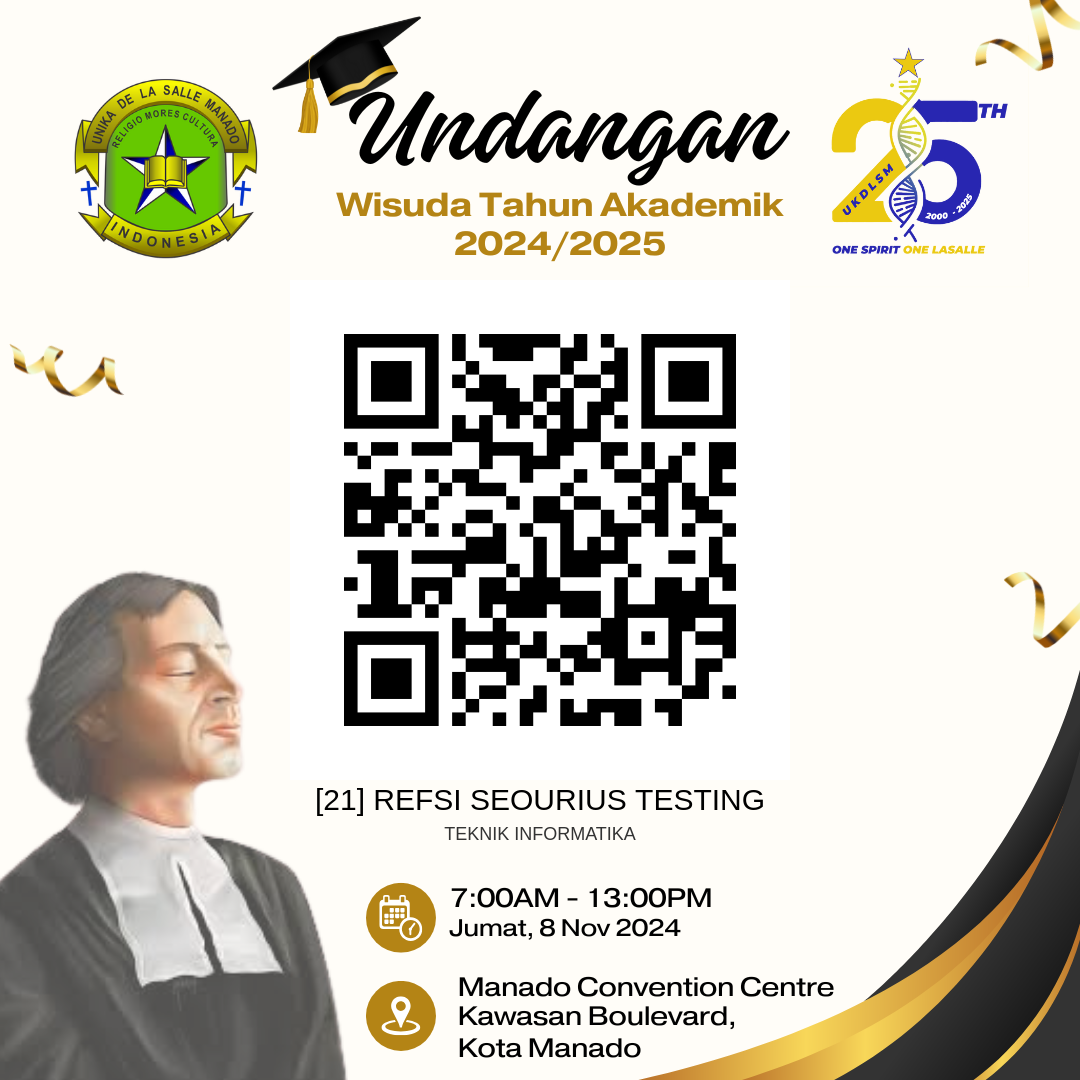 UNIKA DE LA SALLE MANADO
RELIGIO MORES CULTURA
INDONESIA
Undangan
Wisuda Tahun Akademik
2024/2025
25TH
UKDLSM
2000 - 2025
ONE SPIRIT ONE LASALLE
[21] REFSI SEOURIUS TESTING
TEKNIK INFORMATIKA
7:00AM - 13:00PM
Jumat, 8 Nov 2024
Manado Convention Centre
Kawasan Boulevard,
Kota Manado